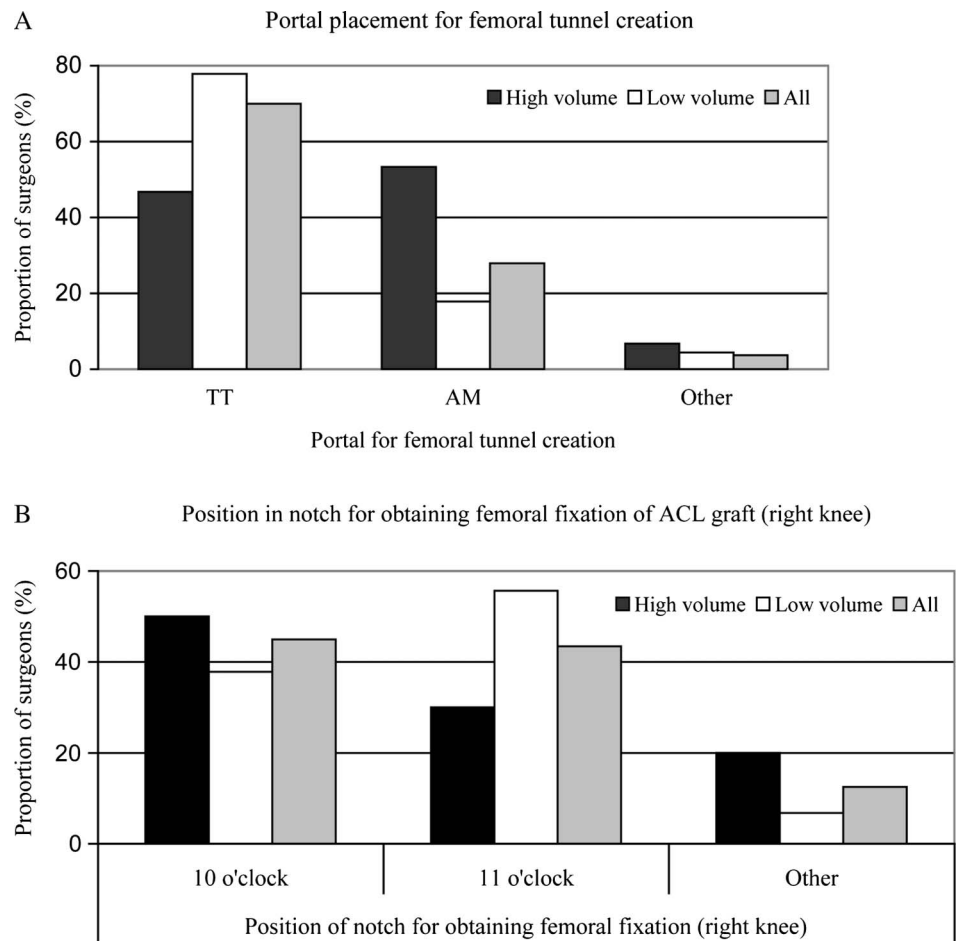 A
Portal placement for femoral tunnel creation
Proportion of surgeons (%)
80
60
40
20
0
High volume Low volume All
TT AM Other
Portal for femoral tunnel creation
B
Position in notch for obtaining femoral fixation of ACL graft (right knee)
Proportion of surgeons (%)
60
40
20
0
High volume Low volume All
10 o'clock 11 o'clock Other
Position of notch for obtaining femoral fixation (right knee)